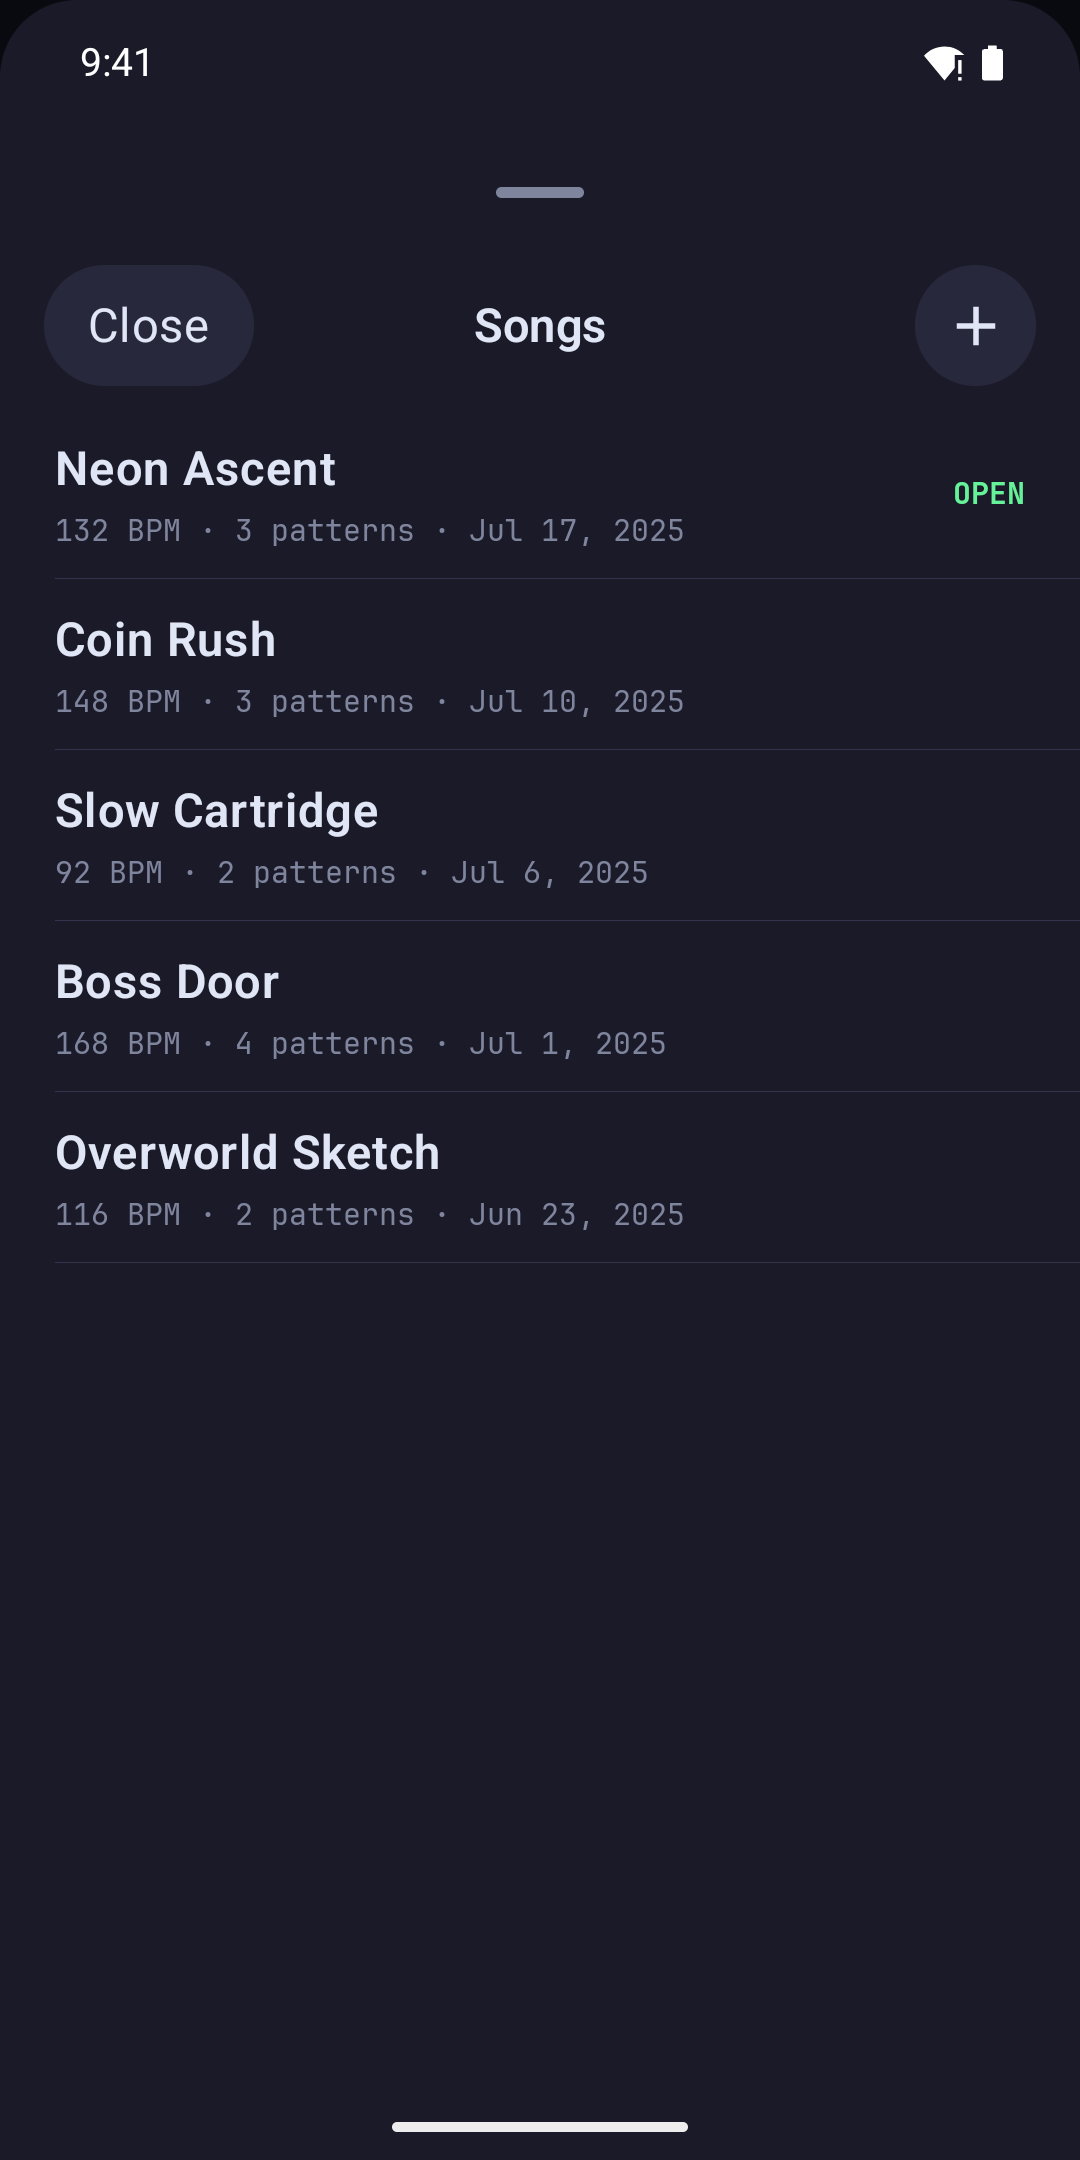 9:41
Close
Songs
Neon Ascent
132 BPM · 3 patterns · Jul 17, 2025
OPEN
Coin Rush
148 BPM · 3 patterns · Jul 10, 2025
Slow Cartridge
92 BPM · 2 patterns · Jul 6, 2025
Boss Door
168 BPM · 4 patterns · Jul 1, 2025
Overworld Sketch
116 BPM · 2 patterns · Jun 23, 2025